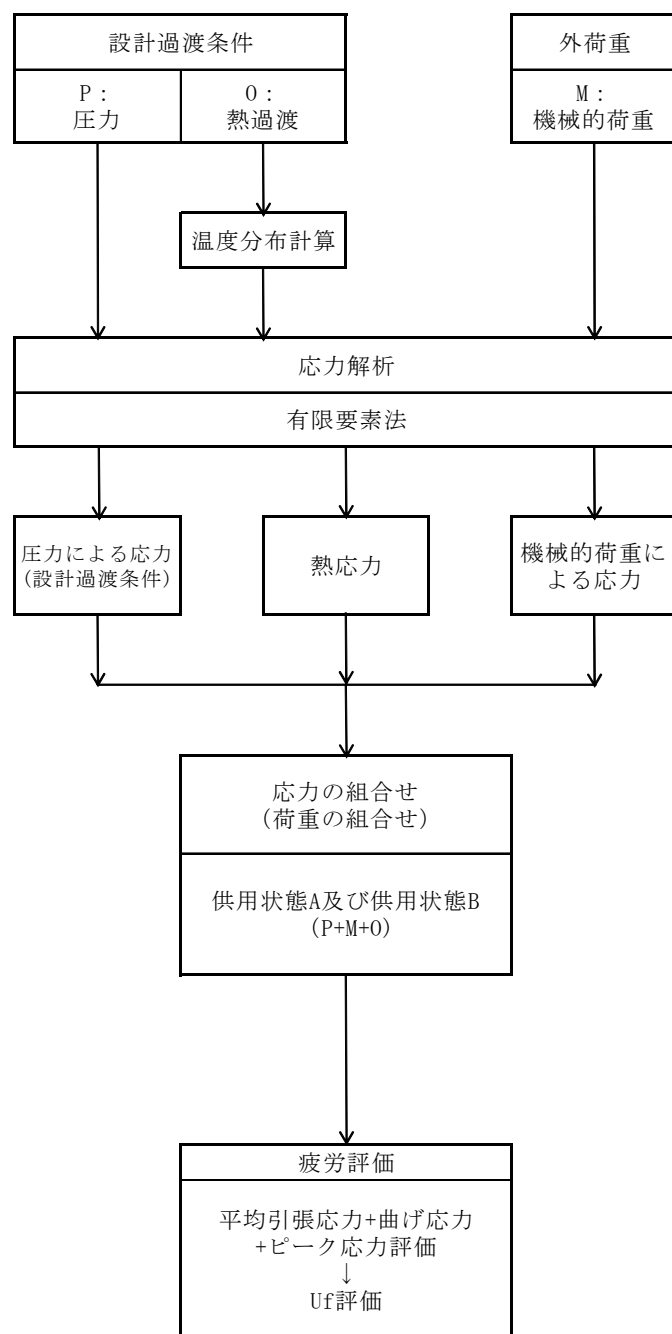 設計過渡条件
外荷重
P:
圧力
O:
熱過渡
M:
機械的荷重
温度分布計算
応力解析
有限要素法
圧力による応力
(設計過渡条件)
熱応力
機械的荷重に
よる応力
応力の組合せ
(荷重の組合せ)
供用状態A及び供用状態B
(P+M+O)
疲労評価
平均引張応力+曲げ応力
+ピーク応力評価
↓
Uf評価